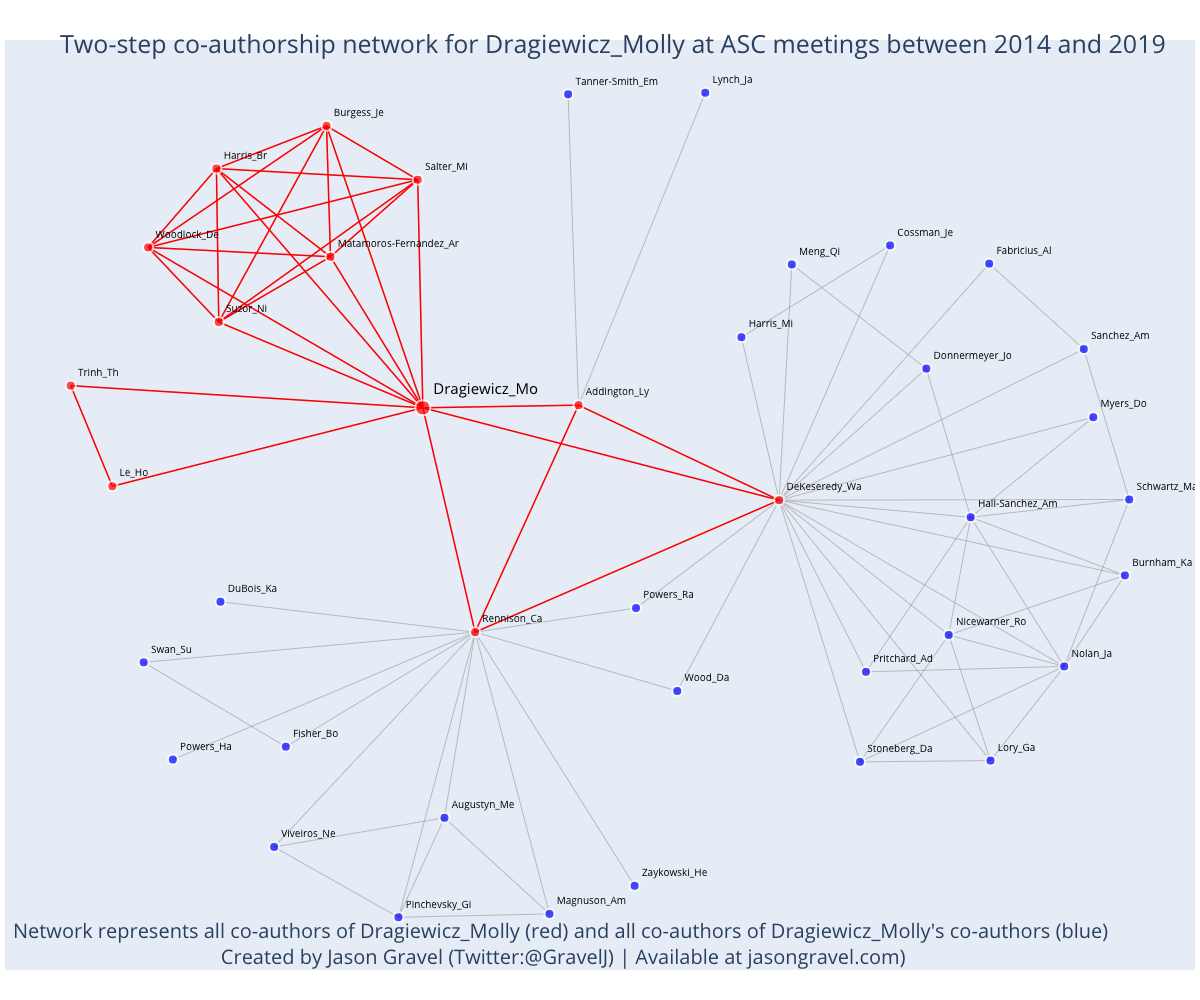 Two-step co-authorship network for Dragiewicz_Molly at ASC meetings between 2014 and 2019
Tanner-Smith_Em
Lynch_Ja
Burgess_Je
Harris_Br
Salter_Mi
Woodlock_De
Matamoros-Fernandez_Ar
Cossman_Je
Meng_Qi
Fabricius_Al
Suzor_Ni
Harris_Mi
Sanchez_Am
Donnermeyer_Jo
Trinh_Th
Dragiewicz_Mo
Addington_Ly
Myers_Do
Le_Ho
DeKeseredy_Wa
Schwartz_Ma
Hall-Sanchez_Am
Burnham_Ka
DuBois_Ka
Powers_Ra
Rennison_Ca
Nicewarner_Ro
Swan_Su
Nolan_Ja
Pritchard_Ad
Wood_Da
Fisher_Bo
Powers_Ha
Stoneberg_Da
Lory_Ga
Augustyn_Me
Viveiros_Ne
Zaykowski_He
Pinchevsky_Gi
Magnuson_Am
Network represents all co-authors of Dragiewicz_Molly (red) and all co-authors of Dragiewicz_Molly's co-authors (blue)
Created by Jason Gravel (Twitter:@GravelJ) | Available at jasongravel.com)